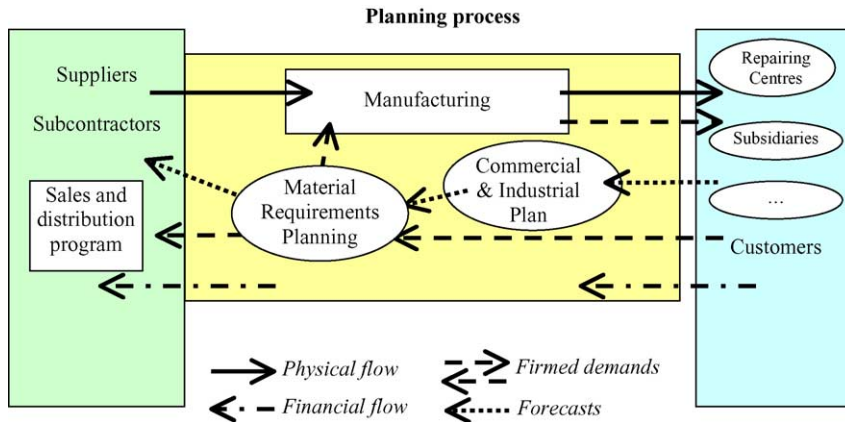 Planning process
Suppliers
Subcontractors
Sales and
distribution
program
Manufacturing
Material
Requirements
Planning
Commercial
& Industrial
Plan
Repairing
Centres
Subsidiaries
...
Customers
Physical flow
Firmed demands
Financial flow
Forecasts